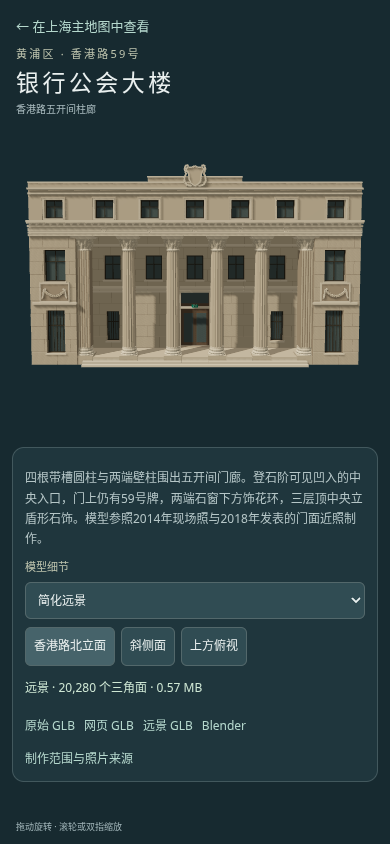 ← 在上海主地图中查看
黄浦区 · 香港路59号
银行公会大楼
香港路五开间柱廊
四根带槽圆柱与两端壁柱围出五开间门廊。登石阶可见凹入的中
央入口，门上仍有59号牌，两端石窗下方饰花环，三层顶中央立
盾形石饰。模型参照2014年现场照与2018年发表的门面近照制
作。
模型细节
简化远景
香港路北立面 斜侧面 上方俯视
远景 · 20,280 个三角面 · 0.57 MB
原始 GLB 网页 GLB 远景 GLB Blender
制作范围与照片来源
拖动旋转 · 滚轮或双指缩放